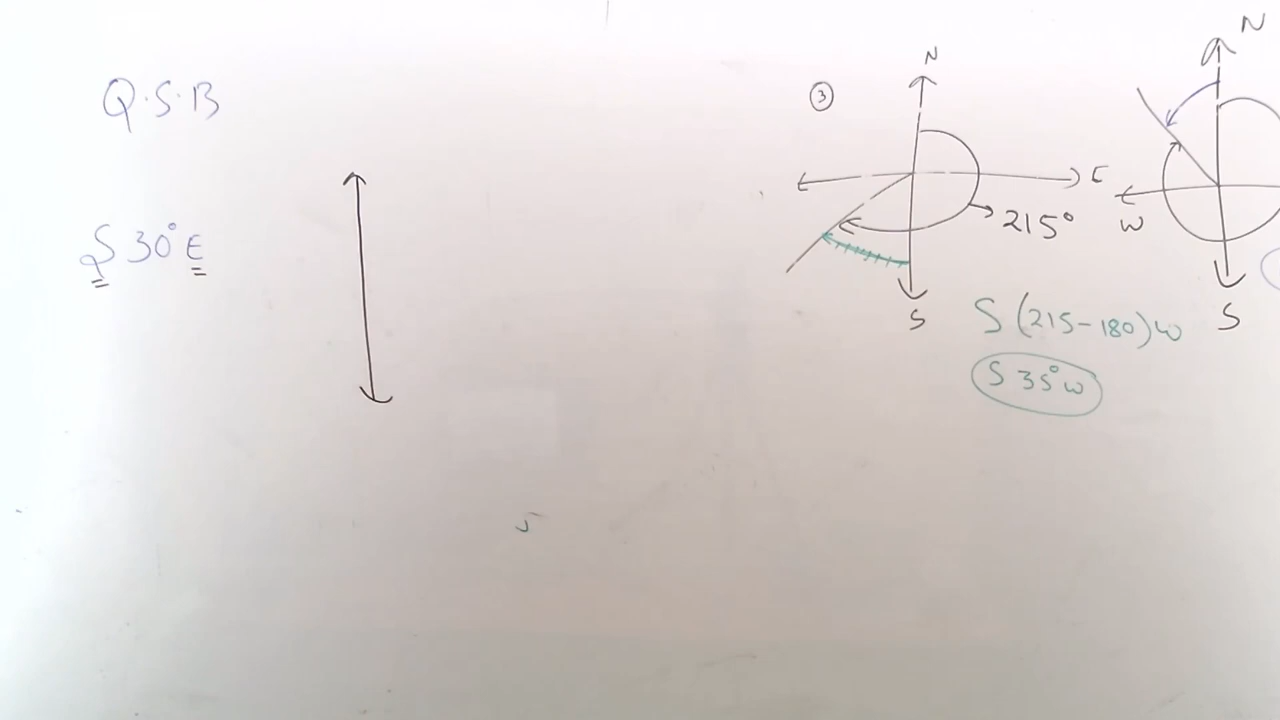 Q.S.B
S 30° E
③
N
E
215°
S
S (215-180) W
S 35° W
N
W
S